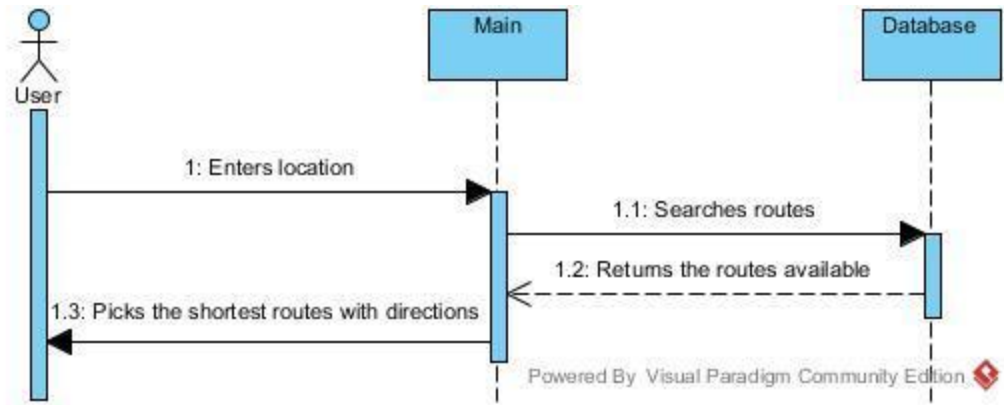 Main
Database
User
1: Enters location
1.1: Searches routes
1.2: Returns the routes available
1.3: Picks the shortest routes with directions
Powered By Visual Paradigm Community Edition